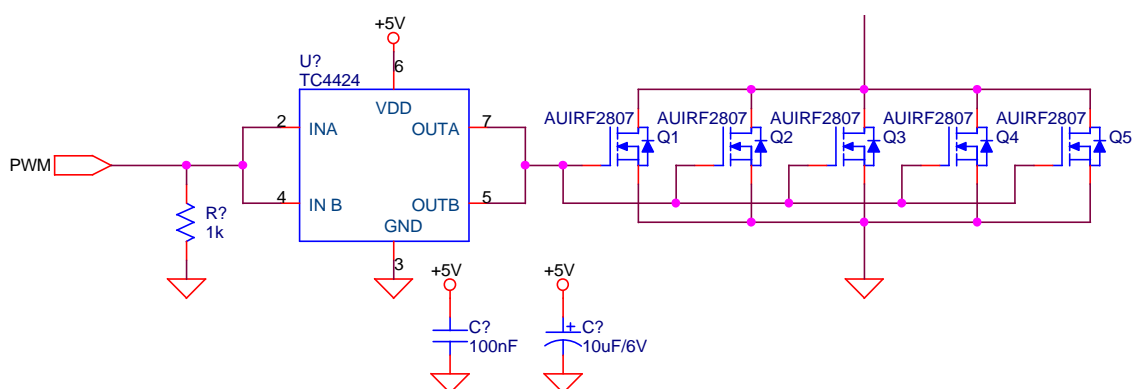 +5V
U?
TC4424
6
VDD
2
INA
OUTA
7
PWM
4
IN B
OUTB
5
GND
3
R?
1k
AUIRF2807
Q1
AUIRF2807
Q2
AUIRF2807
Q3
AUIRF2807
Q4
AUIRF2807
Q5
+5V
C?
100nF
+5V
+
C?
10uF/6V